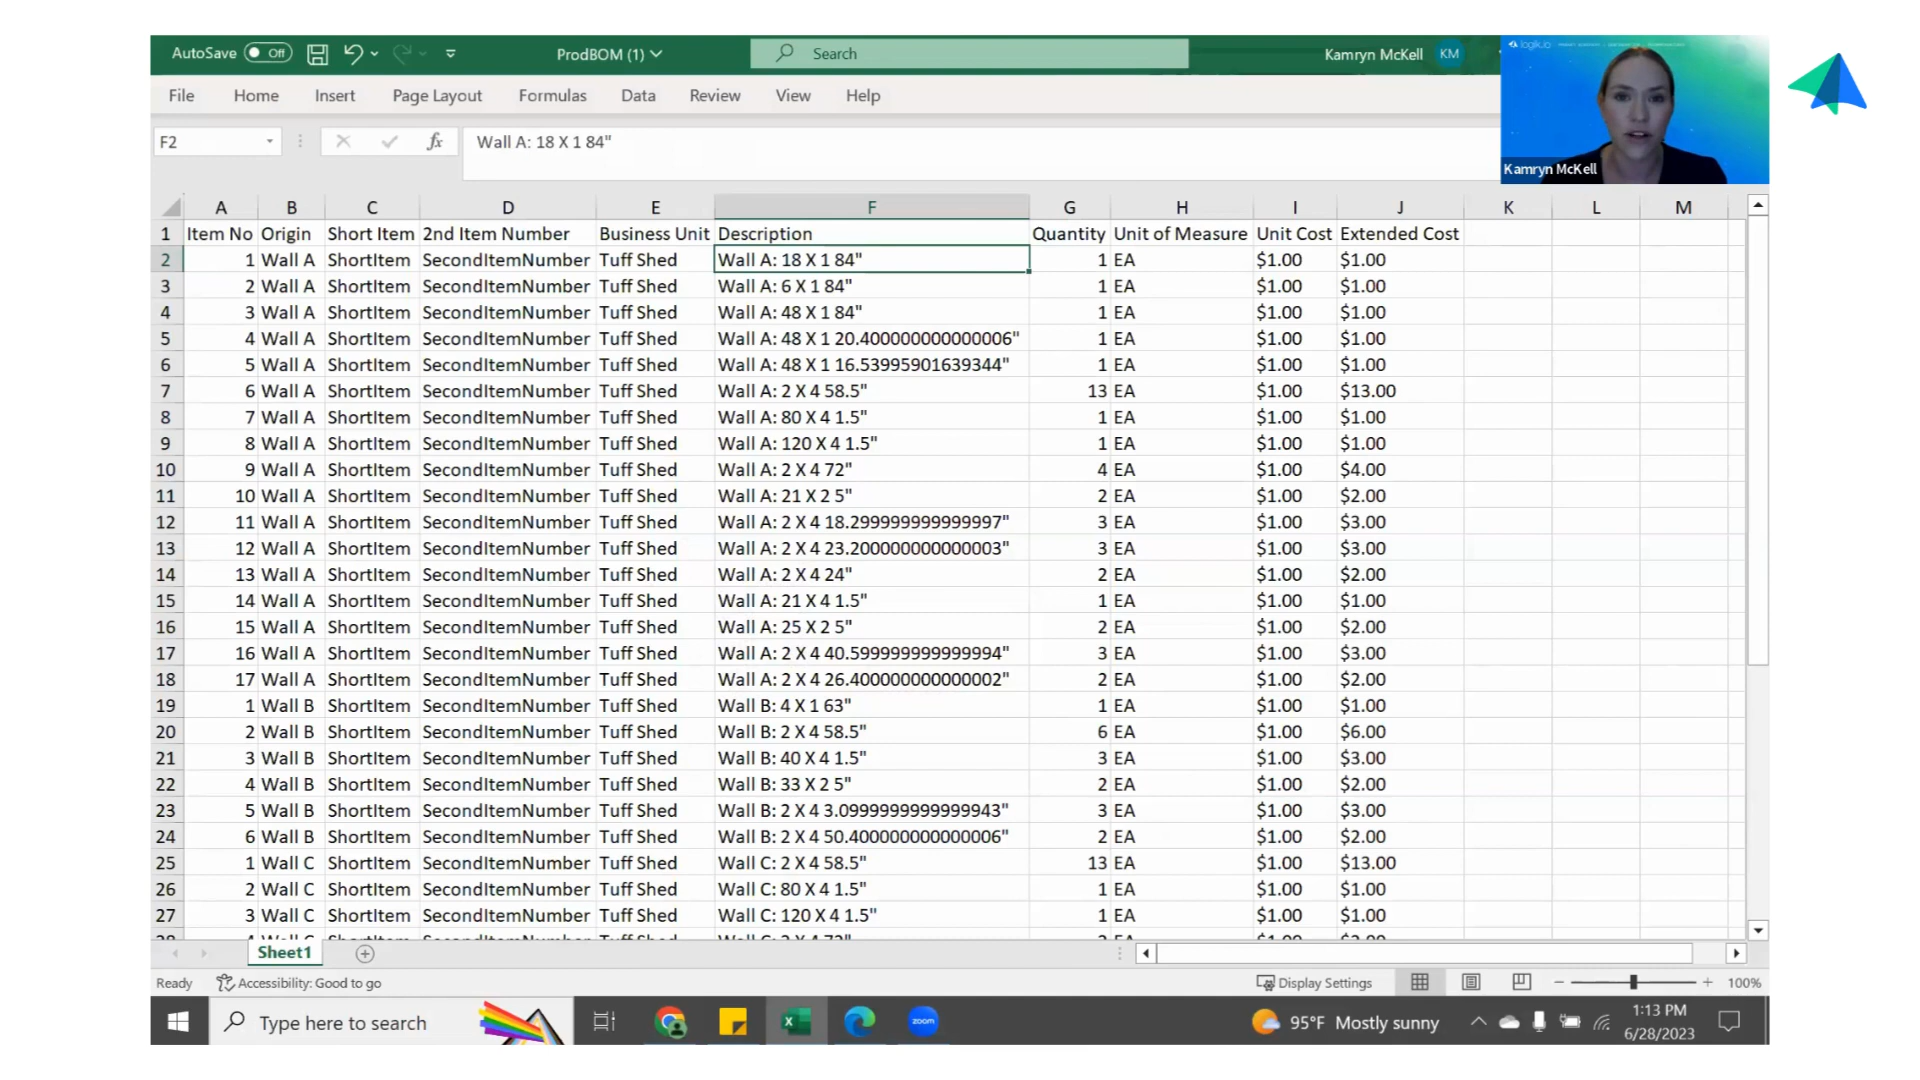 AutoSave Off ProdBOM (1) Search Kamryn McKell KM
logik.io
File Home Insert Page Layout Formulas Data Review View Help
F2 fx Wall A: 18 X 1 84"
Kamryn McKell
A B C D E F G H I J K L M
1 Item No Origin Short Item 2nd Item Number Business Unit Description Quantity Unit of Measure Unit Cost Extended Cost
2 1 Wall A ShortItem SecondItemNumber Tuff Shed Wall A: 18 X 1 84" 1 EA $1.00 $1.00
3 2 Wall A ShortItem SecondItemNumber Tuff Shed Wall A: 6 X 1 84" 1 EA $1.00 $1.00
4 3 Wall A ShortItem SecondItemNumber Tuff Shed Wall A: 48 X 1 84" 1 EA $1.00 $1.00
5 4 Wall A ShortItem SecondItemNumber Tuff Shed Wall A: 48 X 1 20.400000000000006" 1 EA $1.00 $1.00
6 5 Wall A ShortItem SecondItemNumber Tuff Shed Wall A: 48 X 1 16.53995901639344" 1 EA $1.00 $1.00
7 6 Wall A ShortItem SecondItemNumber Tuff Shed Wall A: 2 X 4 58.5" 13 EA $1.00 $13.00
8 7 Wall A ShortItem SecondItemNumber Tuff Shed Wall A: 80 X 4 1.5" 1 EA $1.00 $1.00
9 8 Wall A ShortItem SecondItemNumber Tuff Shed Wall A: 120 X 4 1.5" 1 EA $1.00 $1.00
10 9 Wall A ShortItem SecondItemNumber Tuff Shed Wall A: 2 X 4 72" 4 EA $1.00 $4.00
11 10 Wall A ShortItem SecondItemNumber Tuff Shed Wall A: 21 X 2 5" 2 EA $1.00 $2.00
12 11 Wall A ShortItem SecondItemNumber Tuff Shed Wall A: 2 X 4 18.299999999999997" 3 EA $1.00 $3.00
13 12 Wall A ShortItem SecondItemNumber Tuff Shed Wall A: 2 X 4 23.200000000000003" 3 EA $1.00 $3.00
14 13 Wall A ShortItem SecondItemNumber Tuff Shed Wall A: 2 X 4 24" 2 EA $1.00 $2.00
15 14 Wall A ShortItem SecondItemNumber Tuff Shed Wall A: 21 X 4 1.5" 1 EA $1.00 $1.00
16 15 Wall A ShortItem SecondItemNumber Tuff Shed Wall A: 25 X 2 5" 2 EA $1.00 $2.00
17 16 Wall A ShortItem SecondItemNumber Tuff Shed Wall A: 2 X 4 40.599999999999994" 3 EA $1.00 $3.00
18 17 Wall A ShortItem SecondItemNumber Tuff Shed Wall A: 2 X 4 26.400000000000002" 2 EA $1.00 $2.00
19 1 Wall B ShortItem SecondItemNumber Tuff Shed Wall B: 4 X 1 63" 1 EA $1.00 $1.00
20 2 Wall B ShortItem SecondItemNumber Tuff Shed Wall B: 2 X 4 58.5" 6 EA $1.00 $6.00
21 3 Wall B ShortItem SecondItemNumber Tuff Shed Wall B: 40 X 4 1.5" 3 EA $1.00 $3.00
22 4 Wall B ShortItem SecondItemNumber Tuff Shed Wall B: 33 X 2 5" 2 EA $1.00 $2.00
23 5 Wall B ShortItem SecondItemNumber Tuff Shed Wall B: 2 X 4 3.0999999999999943" 3 EA $1.00 $3.00
24 6 Wall B ShortItem SecondItemNumber Tuff Shed Wall B: 2 X 4 50.400000000000006" 2 EA $1.00 $2.00
25 1 Wall C ShortItem SecondItemNumber Tuff Shed Wall C: 2 X 4 58.5" 13 EA $1.00 $13.00
26 2 Wall C ShortItem SecondItemNumber Tuff Shed Wall C: 80 X 4 1.5" 1 EA $1.00 $1.00
27 3 Wall C ShortItem SecondItemNumber Tuff Shed Wall C: 120 X 4 1.5" 1 EA $1.00 $1.00
Sheet1
Ready Accessibility: Good to go Display Settings 100%
Type here to search zoom 95°F Mostly sunny 1:13 PM
6/28/2023